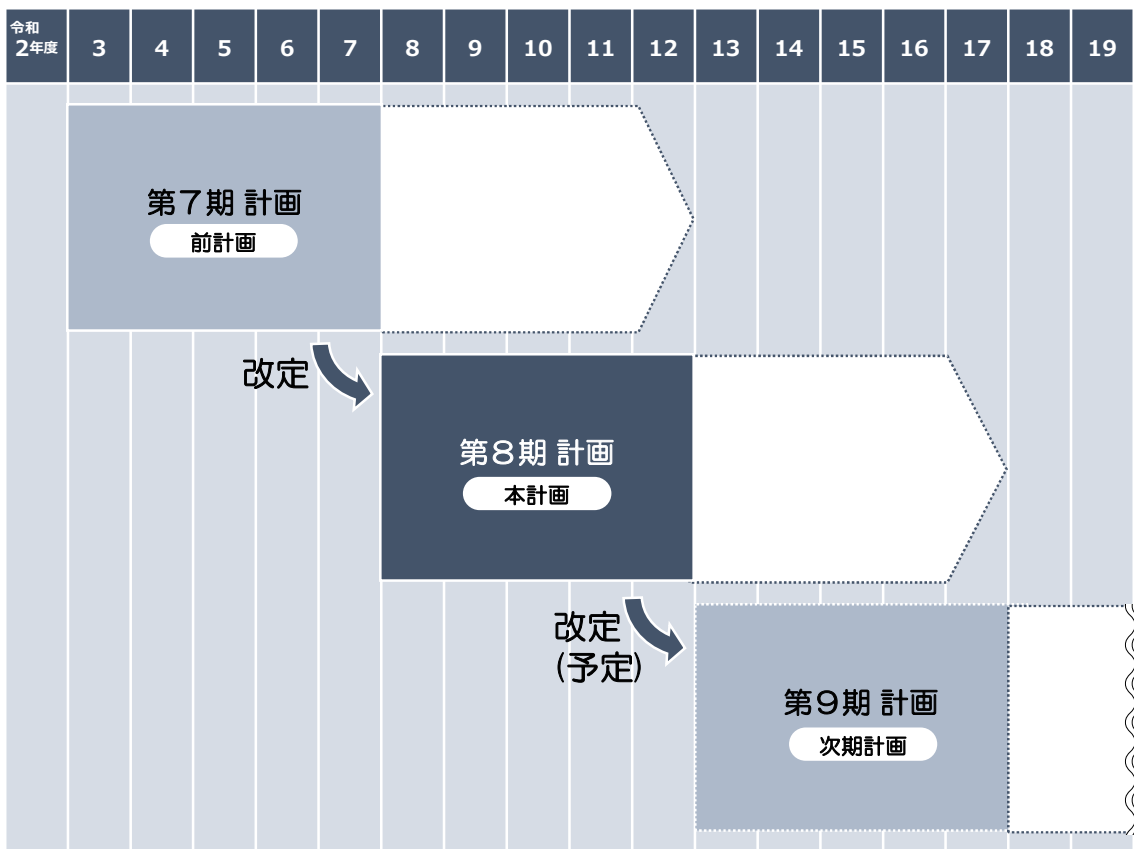 令和
2年度 3 4 5 6 7 8 9 10 11 12 13 14 15 16 17 18 19
第7期 計画
前計画
改定
第8期 計画
本計画
改定
(予定)
第9期 計画
次期計画